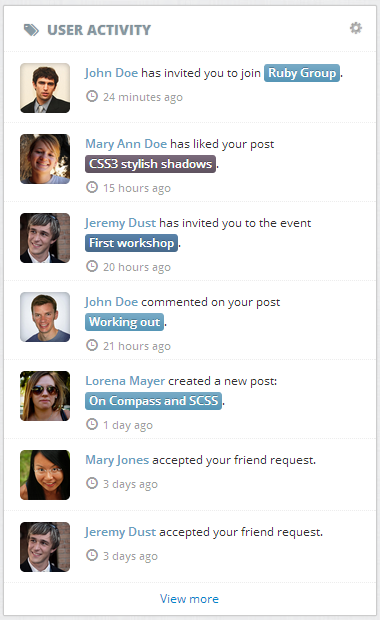 USER ACTIVITY
John Doe has invited you to join Ruby Group.
24 minutes ago
Mary Ann Doe has liked your post
CSS3 stylish shadows.
15 hours ago
Jeremy Dust has invited you to the event
First workshop.
20 hours ago
John Doe commented on your post
Working out.
21 hours ago
Lorena Mayer created a new post:
On Compass and SCSS.
1 day ago
Mary Jones accepted your friend request.
3 days ago
Jeremy Dust accepted your friend request.
3 days ago
View more